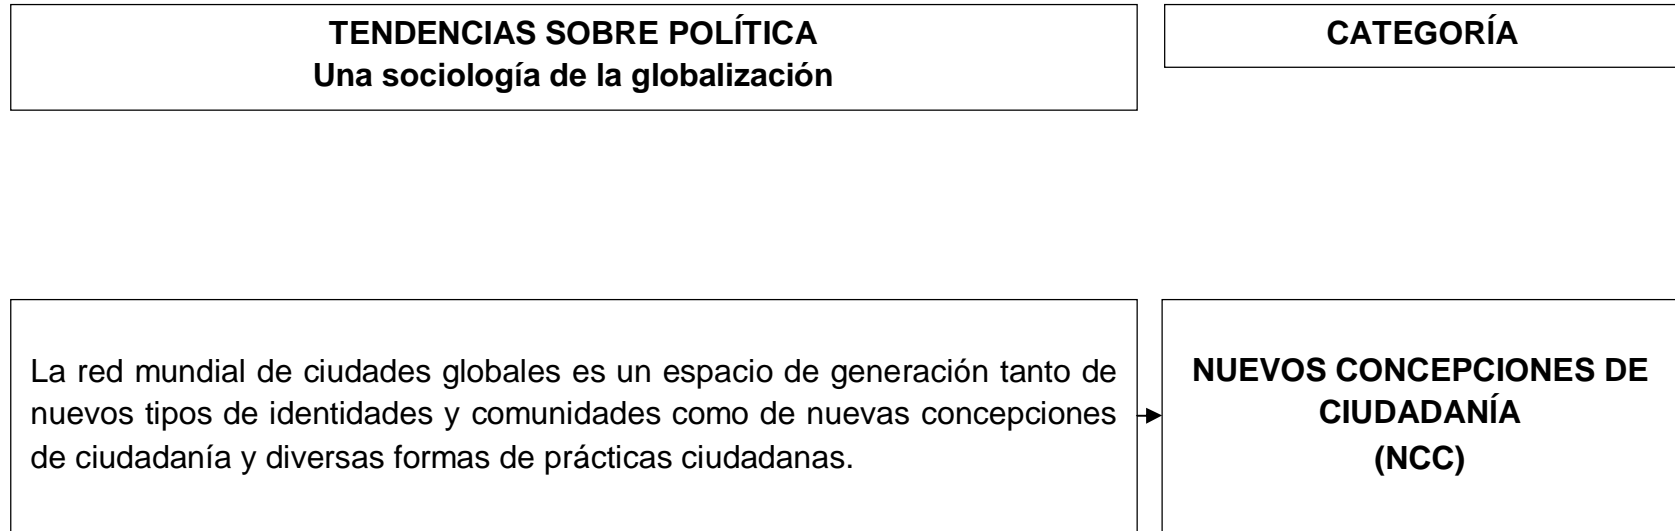 TENDENCIAS SOBRE POLÍTICA
Una sociología de la globalización
CATEGORÍA
La red mundial de ciudades globales es un espacio de generación tanto de
nuevos tipos de identidades y comunidades como de nuevas concepciones
de ciudadanía y diversas formas de prácticas ciudadanas.
NUEVOS CONCEPCIONES DE
CIUDADANÍA
(NCC)